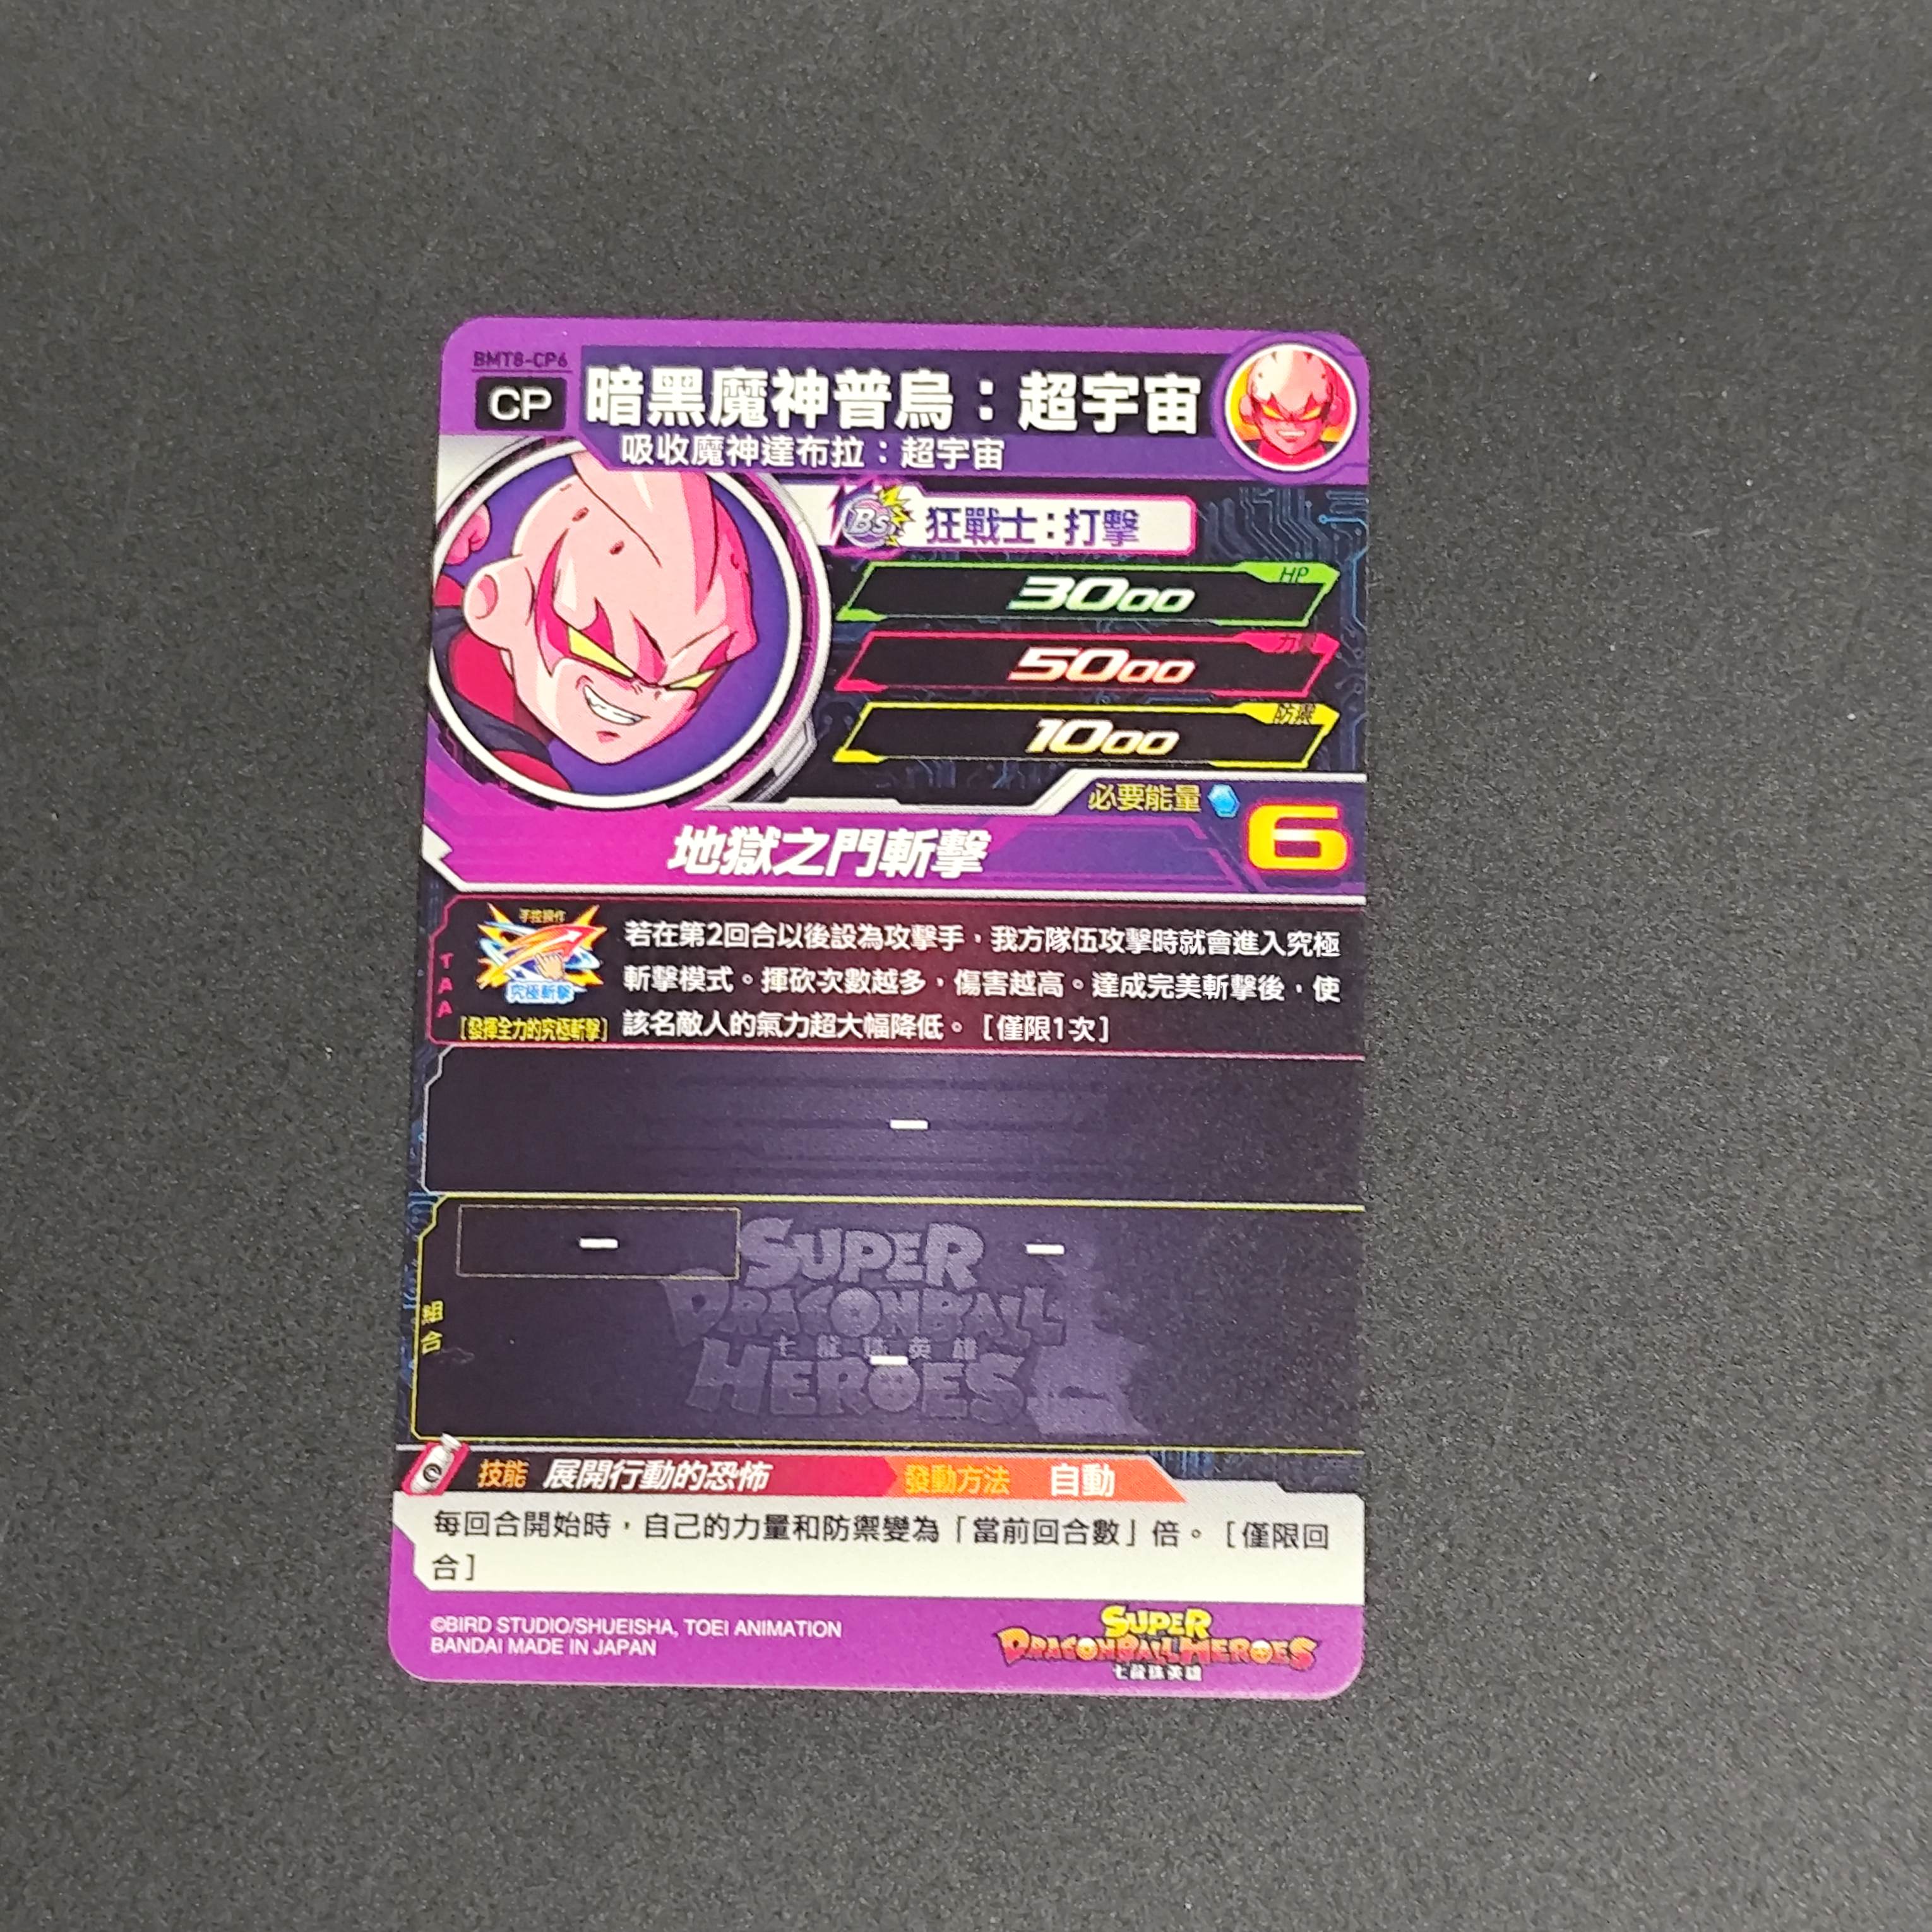 BMT8-CP6
CP
暗黑魔神普烏：超宇宙
吸收魔神達布拉：超宇宙
Bs 狂戰士：打擊
HP
3000
力量
5000
防禦
1000
必要能量
6
地獄之門斬擊
TAA
手控操作
究極斬擊
[發揮全力的究極斬擊]
若在第2回合以後設為攻擊手，我方隊伍攻擊時就會進入究極
斬擊模式。揮砍次數越多，傷害越高。達成完美斬擊後，使
該名敵人的氣力超大幅降低。［僅限1次］
－
－ －
SUPER
DRAGONBALL
七龍珠英雄
HEROES
－
組合
技能 展開行動的恐怖 發動方法 自動
每回合開始時，自己的力量和防禦變為「當前回合數」倍。［僅限回
合］
©BIRD STUDIO/SHUEISHA, TOEI ANIMATION
BANDAI MADE IN JAPAN
SUPER
DRAGONBALL HEROES
七龍珠英雄